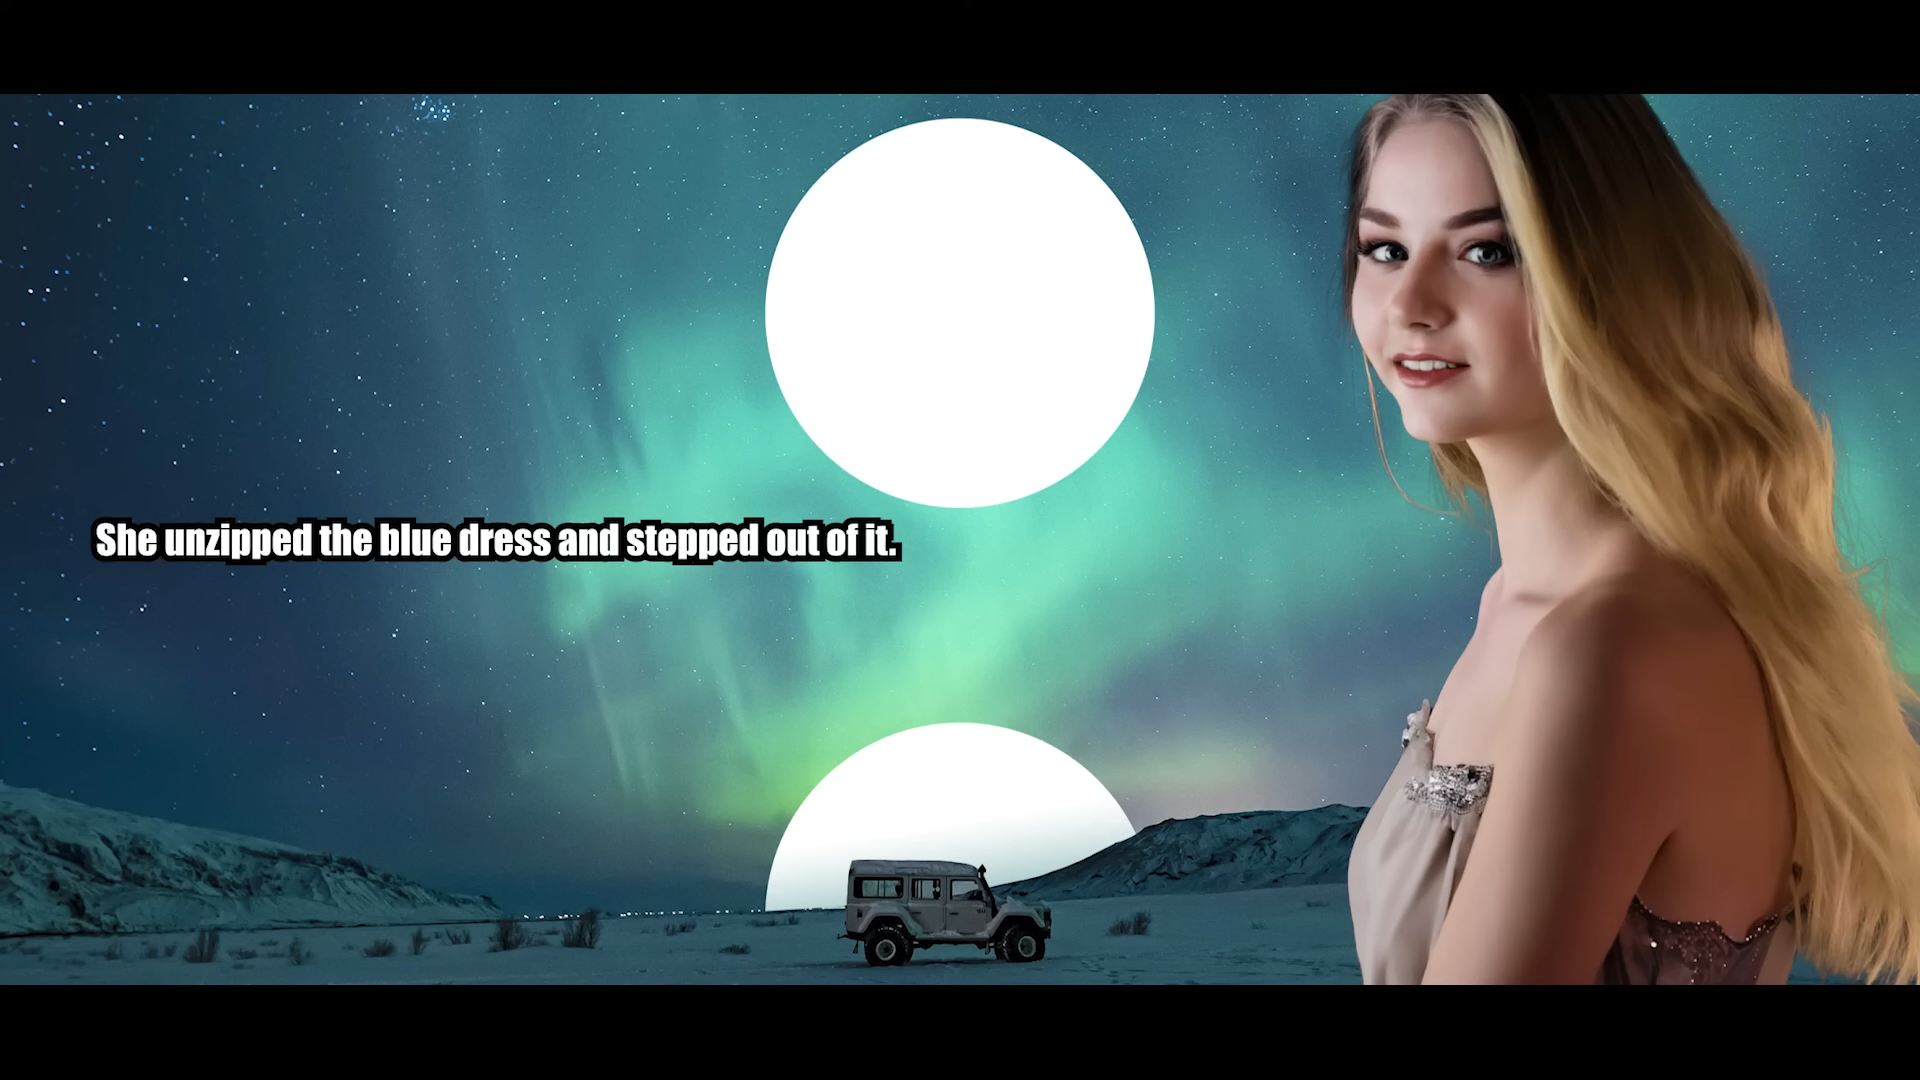 She unzipped the blue dress and stepped out of it.